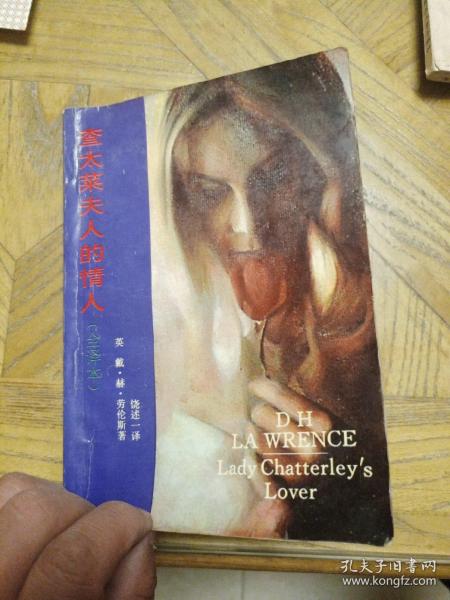 查太莱夫人的情人
(全译本)
英 戴·赫·劳伦斯著
饶述一译
D H
LA WRENCE
Lady Chatterley's
Lover
孔夫子旧书网
www.kongfz.com